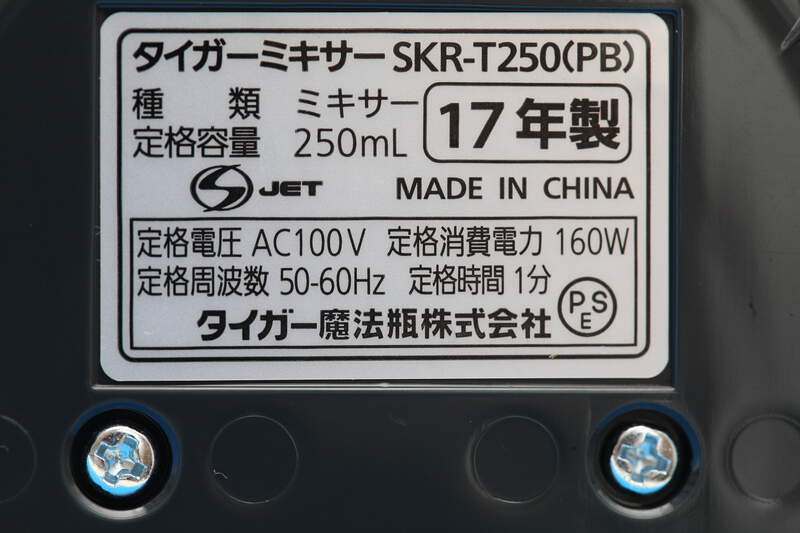 タイガーミキサー SKR-T250(PB)
種類 ミキサー
定格容量 250mL
17年製
JET MADE IN CHINA
定格電圧 AC100V 定格消費電力 160W
定格周波数 50-60Hz 定格時間 1分
タイガー魔法瓶株式会社
PSE